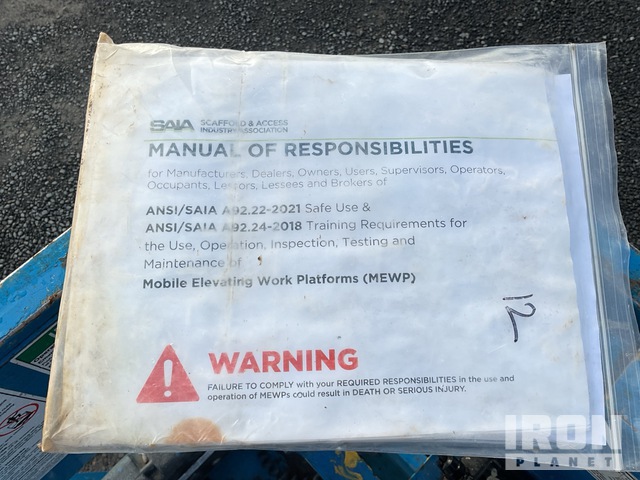 SAIA SCAFFOLD & ACCESS
INDUSTRY ASSOCIATION
MANUAL OF RESPONSIBILITIES
for Manufacturers, Dealers, Owners, Users, Supervisors, Operators,
Occupants, Lessors, Lessees and Brokers of
ANSI/SAIA A92.22-2021 Safe Use &
ANSI/SAIA A92.24-2018 Training Requirements for
the Use, Operation, Inspection, Testing and
Maintenance of
Mobile Elevating Work Platforms (MEWP)
12
WARNING
FAILURE TO COMPLY with your REQUIRED RESPONSIBILITIES in the use and
operation of MEWPs could result in DEATH OR SERIOUS INJURY.
IRON
PLANET